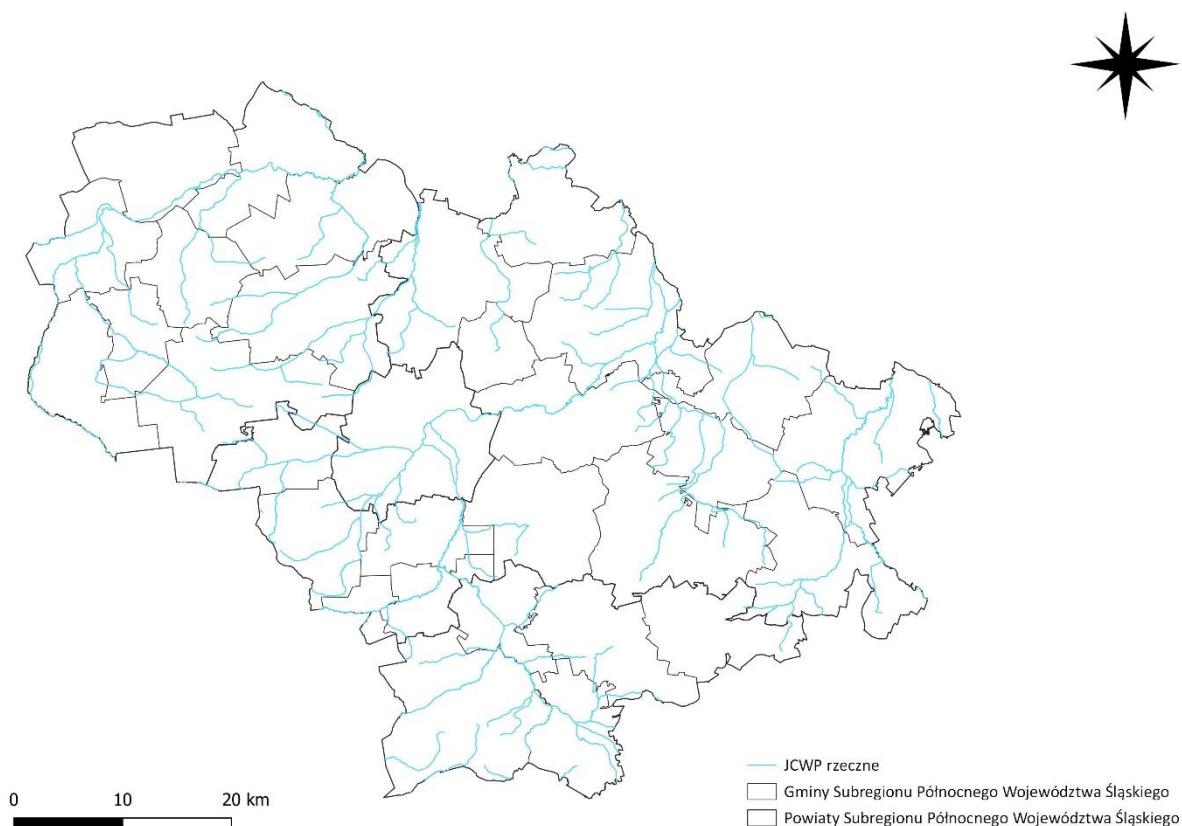 JCWP rzeczne
Gminy Subregionu Północnego Województwa Śląskiego
Powiaty Subregionu Północnego Województwa Śląskiego
0 10 20 km